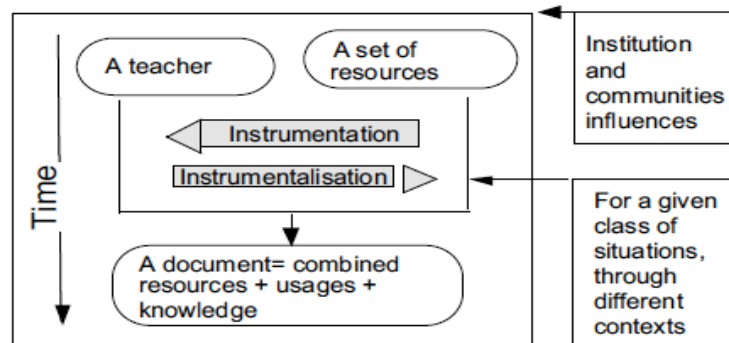 A teacher
A set of
resources
Institution
and
communities
influences
Instrumentation
Instrumentalisation
Time
For a given
class of
situations,
through
different
contexts
A document= combined
resources + usages +
knowledge